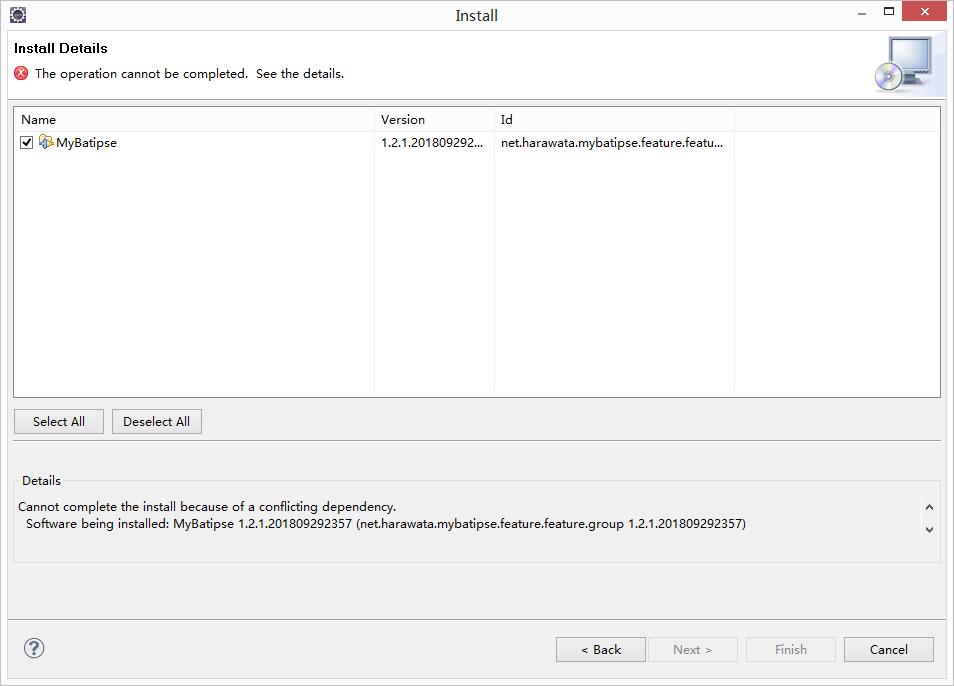 Install
Install Details
The operation cannot be completed.  See the details.
Name Version Id
MyBatipse 1.2.1.201809292... net.harawata.mybatipse.feature.featu...
Select All Deselect All
Details
Cannot complete the install because of a conflicting dependency.
Software being installed: MyBatipse 1.2.1.201809292357 (net.harawata.mybatipse.feature.feature.group 1.2.1.201809292357)
? < Back Next > Finish Cancel